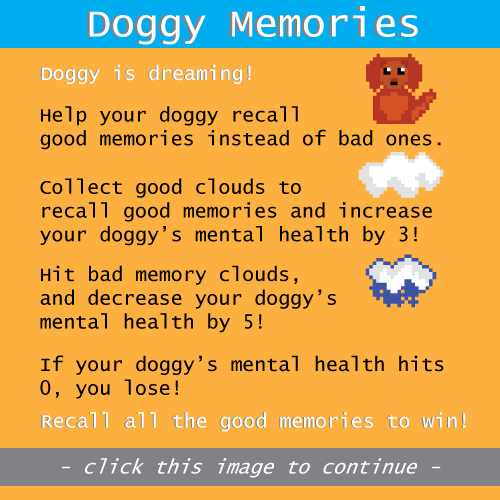 Doggy Memories
Doggy is dreaming!
Help your doggy recall
good memories instead of bad ones.
Collect good clouds to
recall good memories and increase
your doggy’s mental health by 3!
Hit bad memory clouds,
and decrease your doggy’s
mental health by 5!
If your doggy’s mental health hits
0, you lose!
Recall all the good memories to win!
- click this image to continue -